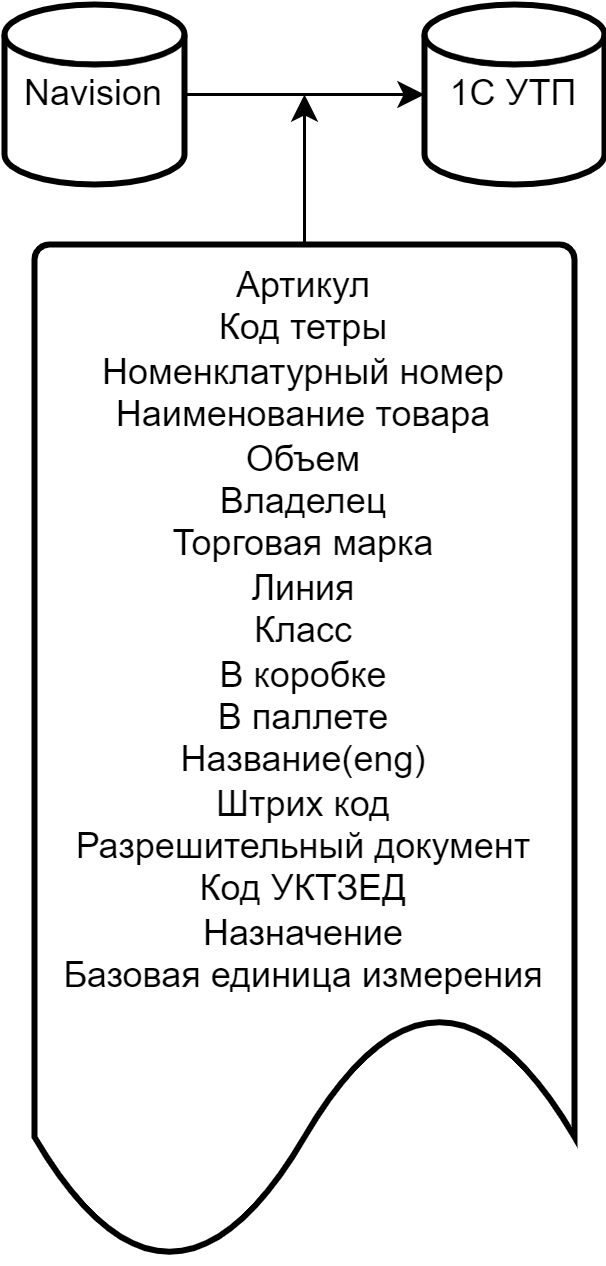 Navision
1С УТП
Артикул
Код тетры
Номенклатурный номер
Наименование товара
Объем
Владелец
Торговая марка
Линия
Класс
В коробке
В паллете
Название(eng)
Штрих код
Разрешительный документ
Код УКТЗЕД
Назначение
Базовая единица измерения